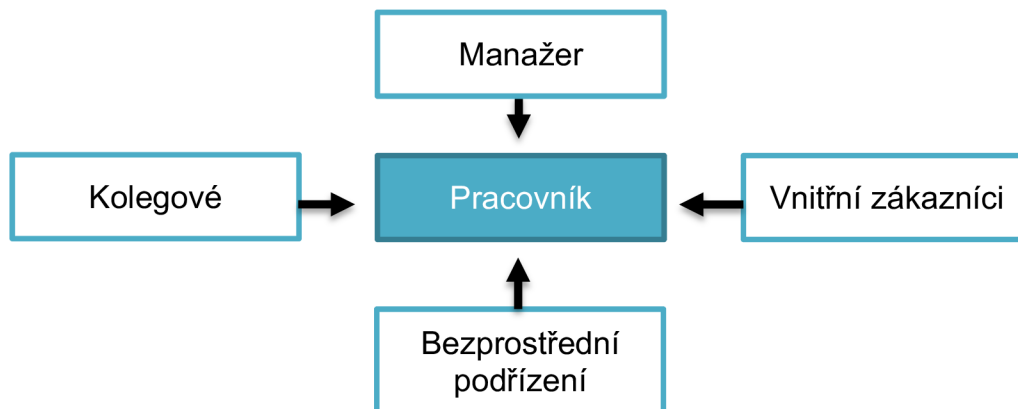 Manažer
Kolegové
Pracovník
Vnitřní zákazníci
Bezprostřední
podřízení